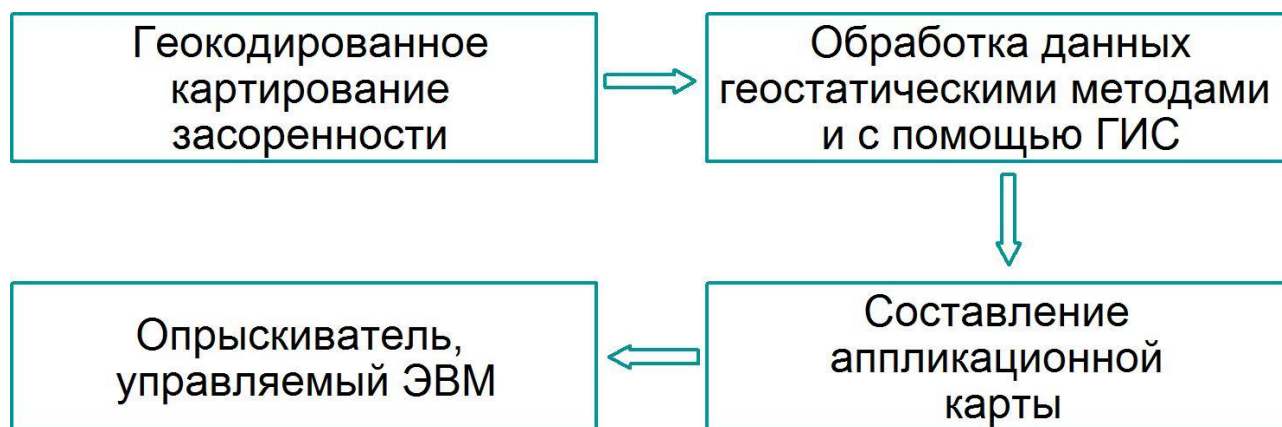 Геокодированное
картирование
засоренности
Обработка данных
геостатическими методами
и с помощью ГИС
Опрыскиватель,
управляемый ЭВМ
Составление
аппликационной
карты